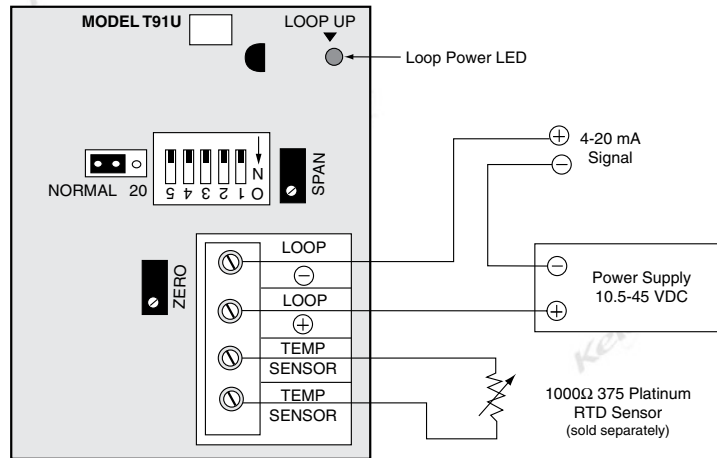 MODEL T91U
LOOP UP
Loop Power LED
NORMAL 20
5 4 3 2 1 O
N
SPAN
ZERO
LOOP
⊖
LOOP
⊕
TEMP
SENSOR
TEMP
SENSOR
⊕
⊖
4-20 mA
Signal
⊖
⊕
Power Supply
10.5-45 VDC
1000Ω 375 Platinum
RTD Sensor
(sold separately)